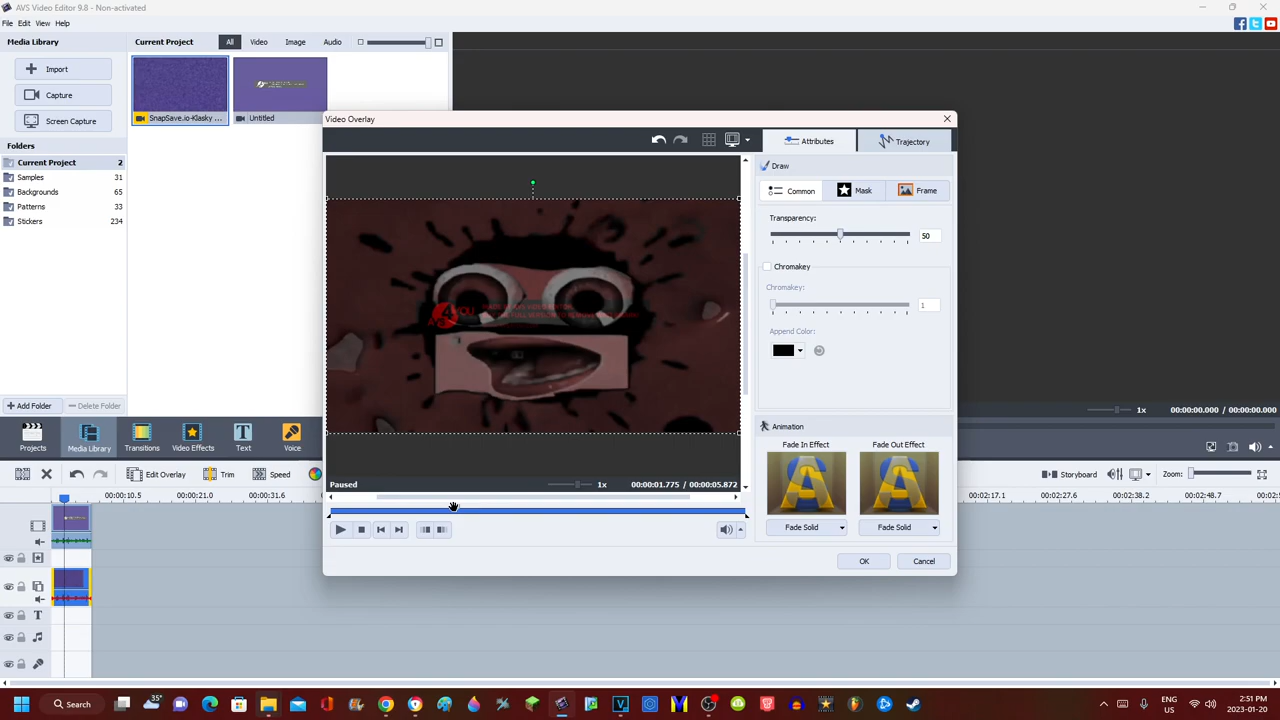 AVS Video Editor 9.8 - Non-activated
File Edit View Help
Media Library
Current Project
All
Video
Image
Audio
Import
Capture
Screen Capture
SnapSave.io-Klasky ...
Untitled
Folders
Current Project 2
Samples 31
Backgrounds 65
Patterns 33
Stickers 234
+ Add Folder
- Delete Folder
Video Overlay
Attributes
Trajectory
Draw
Common
Mask
Frame
Transparency:
50
Chromakey
Chromakey:
1
Append Color:
Animation
Fade In Effect
Fade Out Effect
Fade Solid
Fade Solid
Paused
1x
00:00:01.775 / 00:00:05.872
OK
Cancel
1x
00:00:00.000 / 00:00:00.000
Projects
Media Library
Transitions
Video Effects
Text
Voice
Edit Overlay
Trim
Speed
Storyboard
Zoom:
00:00:10.5
00:00:21.0
00:00:31.6
00:02:17.1
00:02:27.6
00:02:38.2
00:02:48.7
Search
35°
ENG
US
2:51 PM
2023-01-20